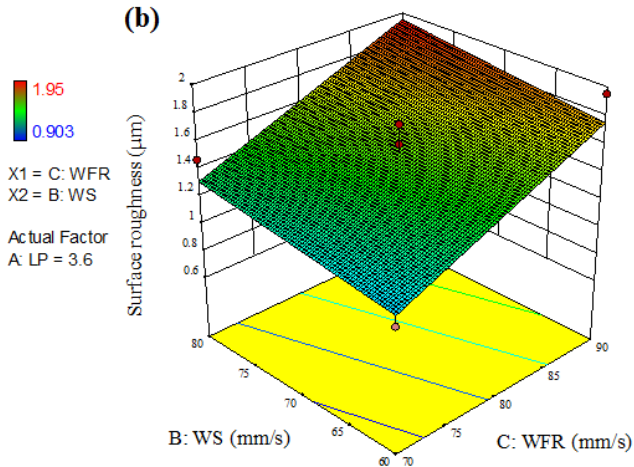 (b)
1.95
0.903
X1 = C: WFR
X2 = B: WS
Actual Factor
A: LP = 3.6
Surface roughness (μm)
2
1.8
1.6
1.4
1.2
1
0.8
0.6
80
75
70
65
60
70
75
80
85
90
B: WS (mm/s)
C: WFR (mm/s)